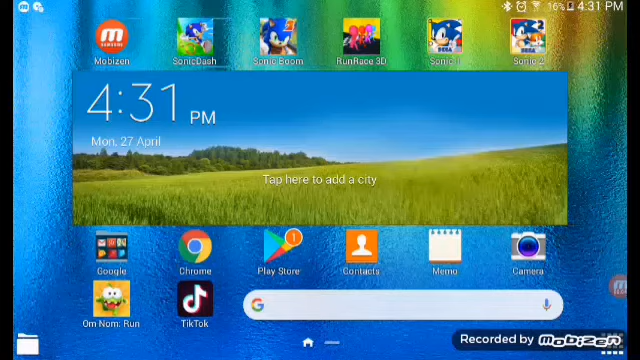 16% 4:31 PM
Mobizen SonicDash Sonic Boom RunRace 3D Sonic 1 Sonic 2
4:31 PM
Mon, 27 April
Tap here to add a city
Google Chrome Play Store Contacts Memo Camera
Om Nom: Run TikTok
Recorded by Mobizen